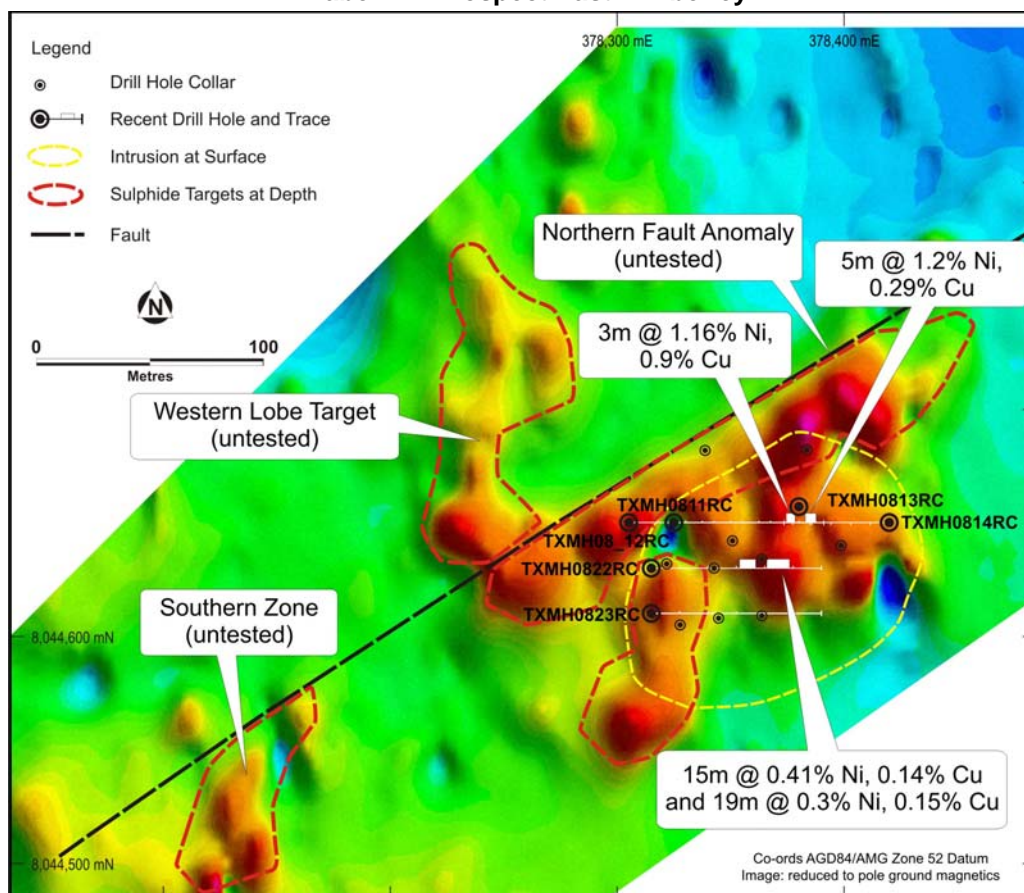 378,300 mE
378,400 mE
Legend
Drill Hole Collar
Recent Drill Hole and Trace
Intrusion at Surface
Sulphide Targets at Depth
Fault
N
0
100
Metres
Northern Fault Anomaly
(untested)
5m @ 1.2% Ni,
0.29% Cu
3m @ 1.16% Ni,
0.9% Cu
Western Lobe Target
(untested)
TXMH0811RC
TXMH0813RC
TXMH0814RC
TXMH08_12RC
TXMH0822RC
TXMH0823RC
Southern Zone
(untested)
8,044,600 mN
15m @ 0.41% Ni, 0.14% Cu
and 19m @ 0.3% Ni, 0.15% Cu
8,044,500 mN
Co-ords AGD84/AMG Zone 52 Datum
Image: reduced to pole ground magnetics